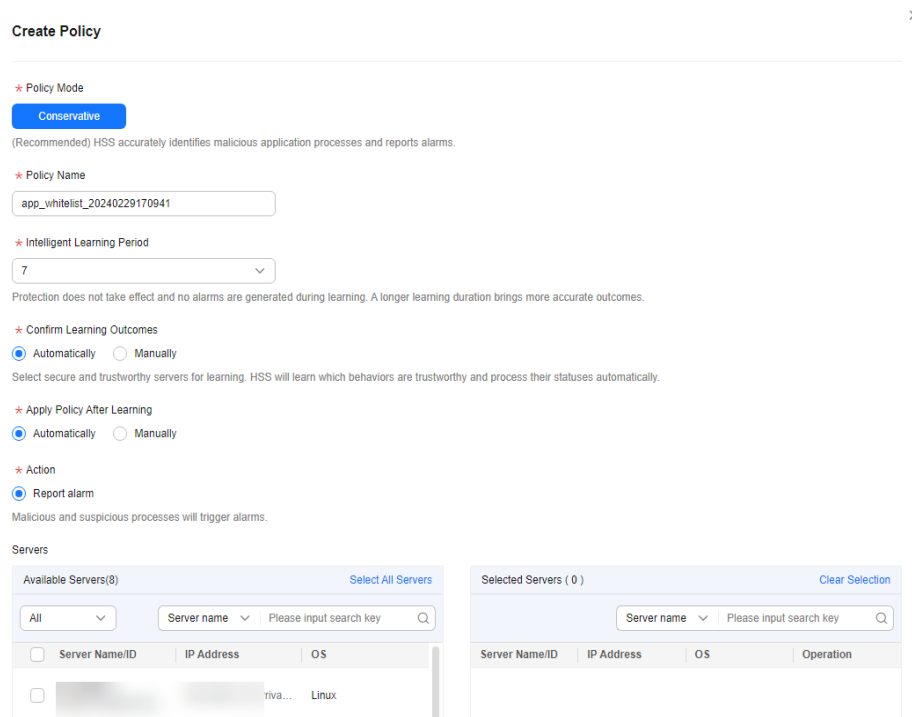 Create Policy
* Policy Mode
Conservative
(Recommended) HSS accurately identifies malicious application processes and reports alarms.
* Policy Name
app_whitelist_20240229170941
* Intelligent Learning Period
7
Protection does not take effect and no alarms are generated during learning. A longer learning duration brings more accurate outcomes.
* Confirm Learning Outcomes
Automatically Manually
Select secure and trustworthy servers for learning. HSS will learn which behaviors are trustworthy and process their statuses automatically.
* Apply Policy After Learning
Automatically Manually
* Action
Report alarm
Malicious and suspicious processes will trigger alarms.
Servers
Available Servers(8) Select All Servers Selected Servers ( 0 ) Clear Selection
All Server name Please input search key Server name Please input search key
Server Name/ID IP Address OS Server Name/ID IP Address OS Operation
riva... Linux